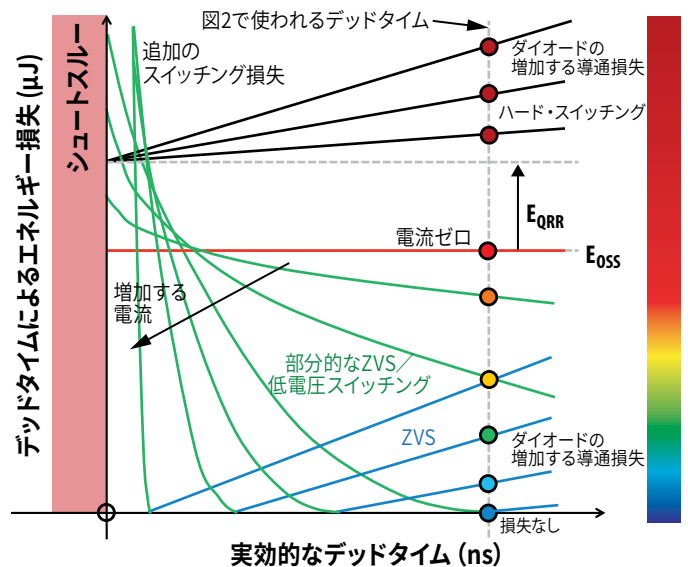 図2で使われるデッドタイム
追加の
スイッチング損失
ダイオードの
増加する導通損失
ハード・スイッチング
シュートスルー
デッドタイムによるエネルギー損失 (μJ)
EQRR
電流ゼロ
EOSS
増加する
電流
部分的なZVS/
低電圧スイッチング
ZVS
ダイオードの
増加する導通損失
損失なし
実効的なデッドタイム (ns)